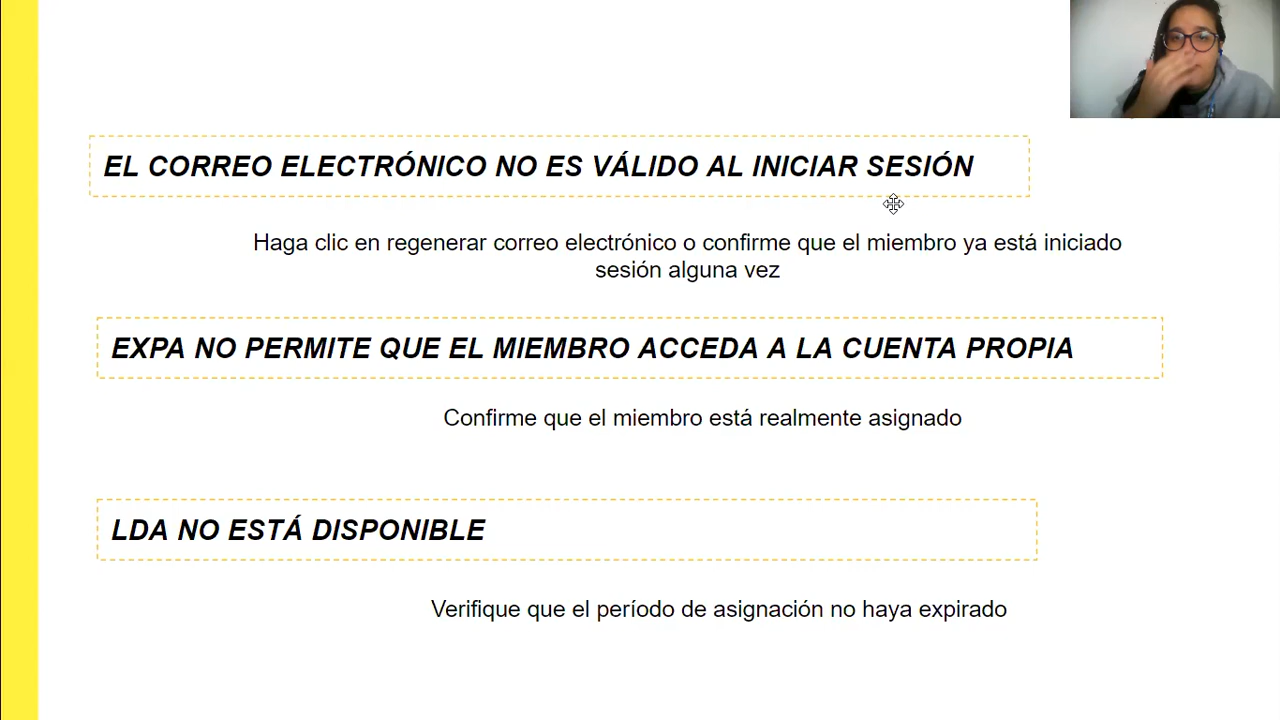 EL CORREO ELECTRÓNICO NO ES VÁLIDO AL INICIAR SESIÓN
Haga clic en regenerar correo electrónico o confirme que el miembro ya está iniciado
sesión alguna vez
EXPA NO PERMITE QUE EL MIEMBRO ACCEDA A LA CUENTA PROPIA
Confirme que el miembro está realmente asignado
LDA NO ESTÁ DISPONIBLE
Verifique que el período de asignación no haya expirado